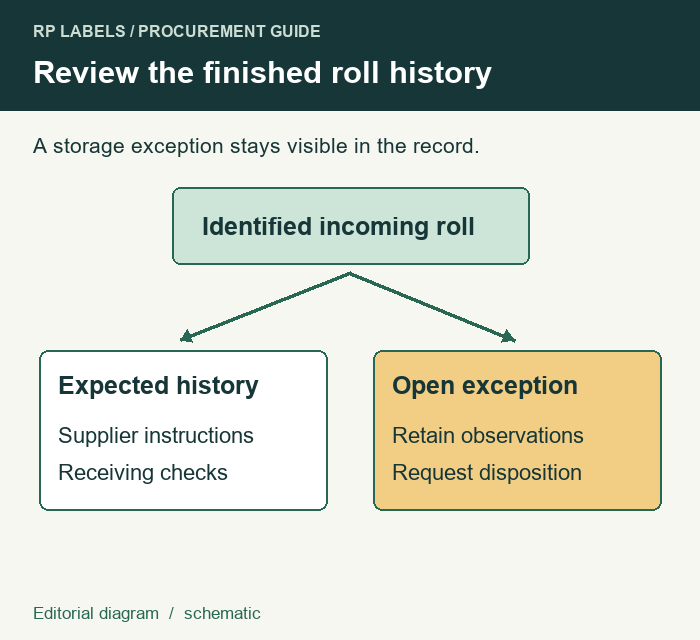 RP LABELS / PROCUREMENT GUIDE
Review the finished roll history
A storage exception stays visible in the record.
Identified incoming roll
Expected history
Supplier instructions
Receiving checks
Open exception
Retain observations
Request disposition
Editorial diagram / schematic